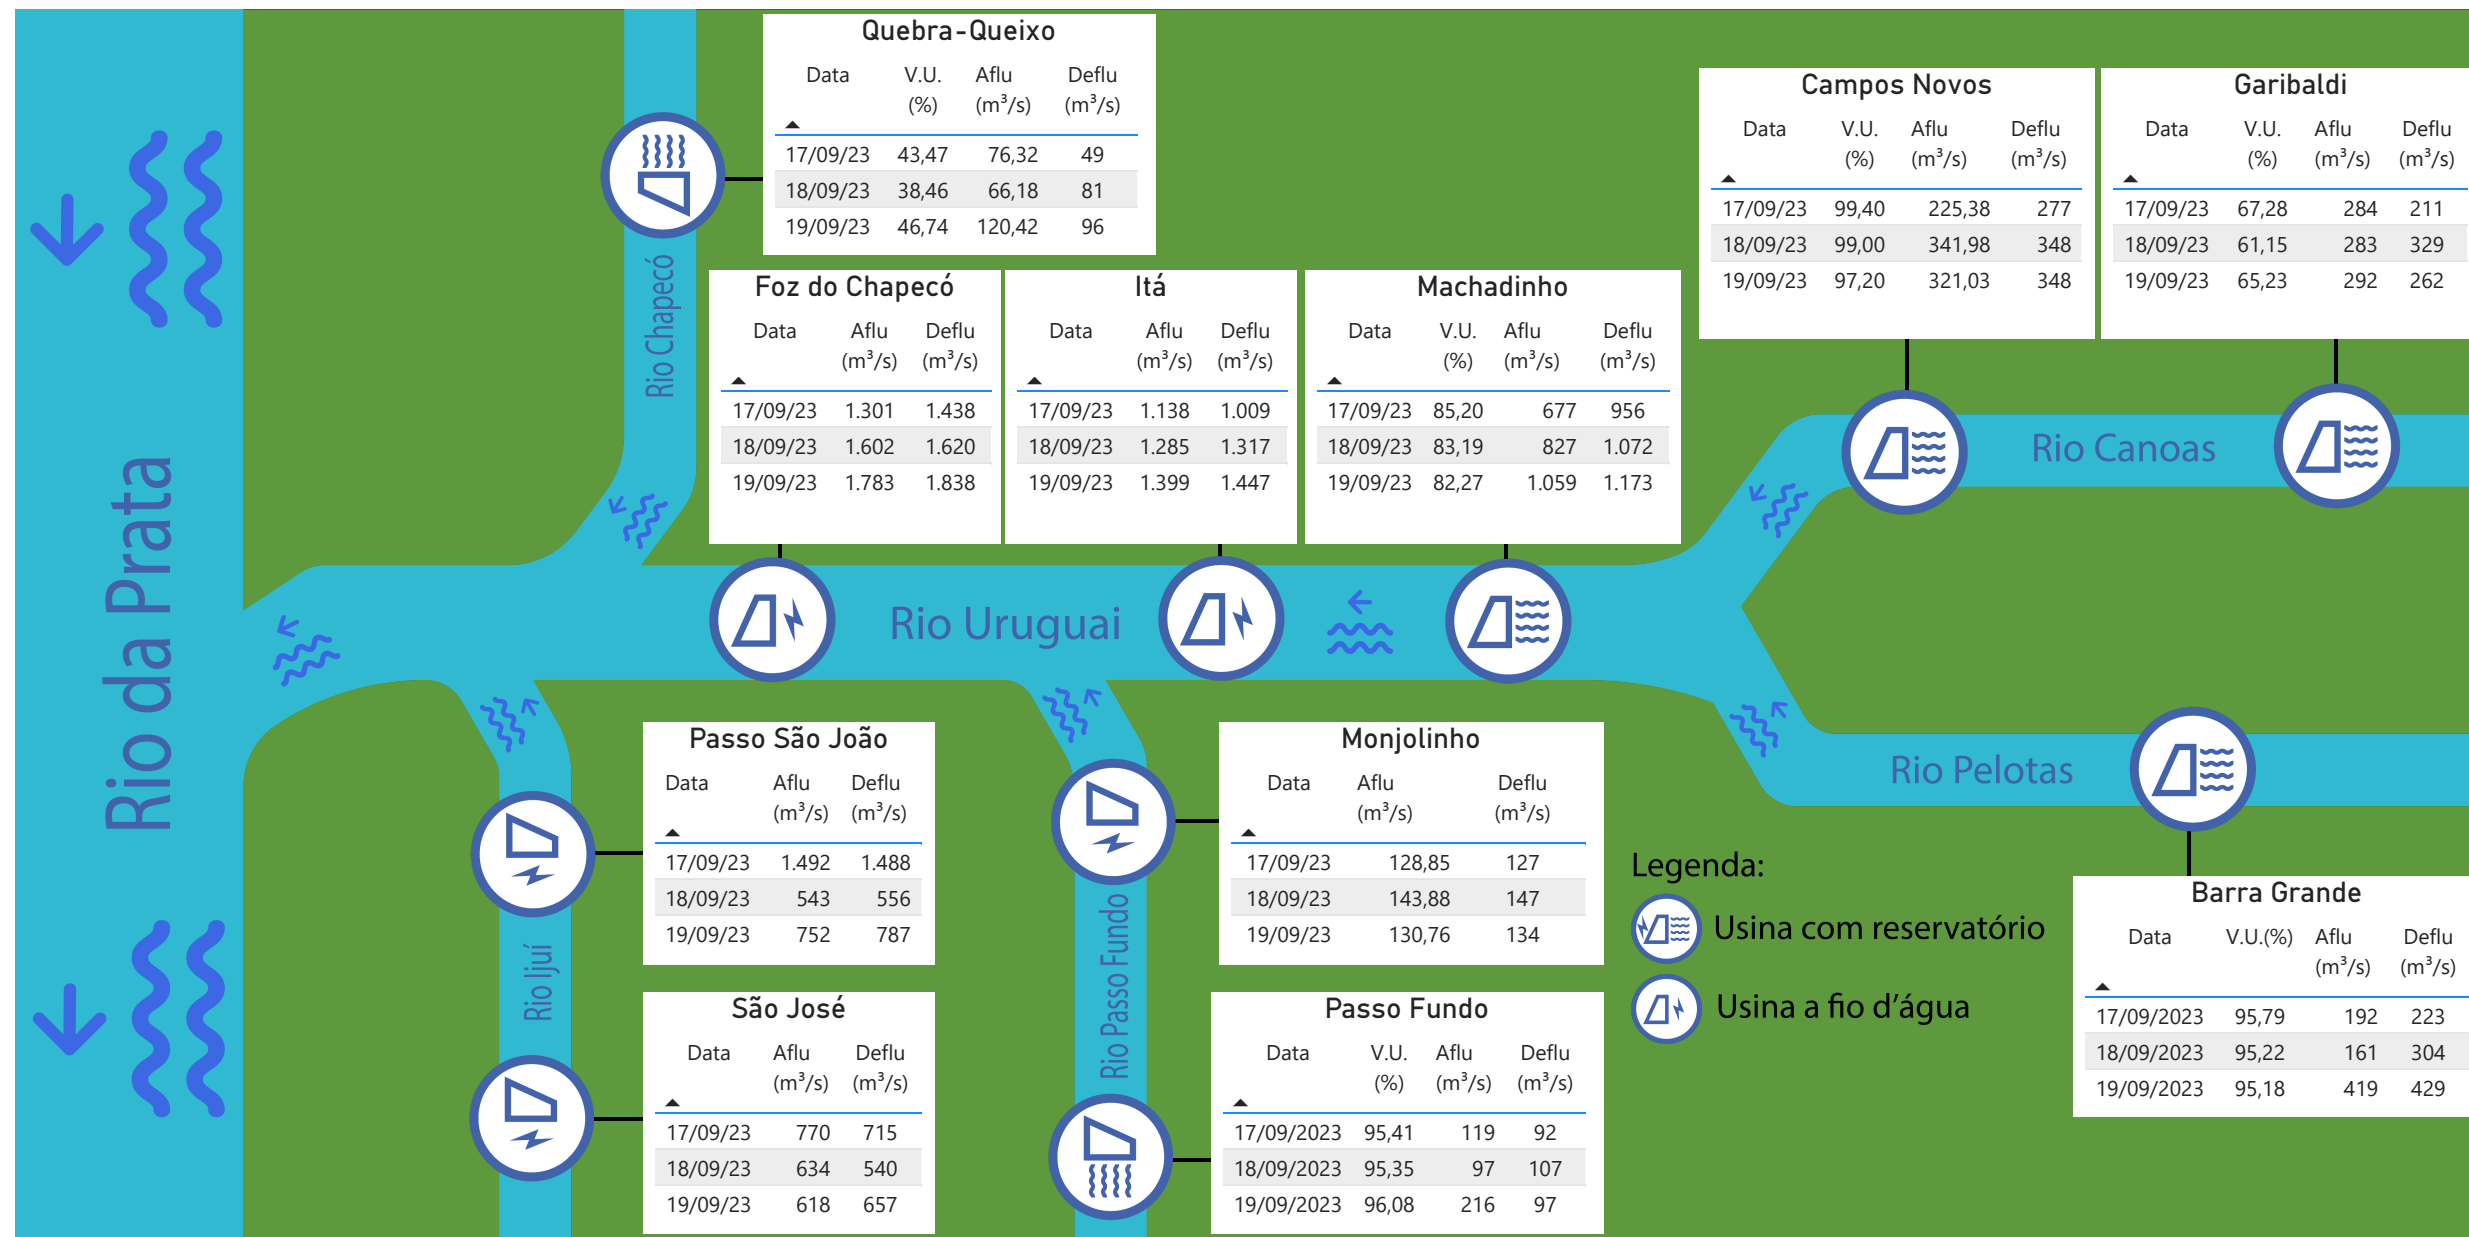 Quebra-Queixo
Data V.U. (%) Aflu (m³/s) Deflu (m³/s)
17/09/23 43,47 76,32 49
18/09/23 38,46 66,18 81
19/09/23 46,74 120,42 96
Campos Novos
Data V.U. (%) Aflu (m³/s) Deflu (m³/s)
17/09/23 99,40 225,38 277
18/09/23 99,00 341,98 348
19/09/23 97,20 321,03 348
Garibaldi
Data V.U. (%) Aflu (m³/s) Deflu (m³/s)
17/09/23 67,28 284 211
18/09/23 61,15 283 329
19/09/23 65,23 292 262
Rio Chapecó
Foz do Chapecó
Data Aflu (m³/s) Deflu (m³/s)
17/09/23 1.301 1.438
18/09/23 1.602 1.620
19/09/23 1.783 1.838
Itá
Data Aflu (m³/s) Deflu (m³/s)
17/09/23 1.138 1.009
18/09/23 1.285 1.317
19/09/23 1.399 1.447
Machadinho
Data V.U. (%) Aflu (m³/s) Deflu (m³/s)
17/09/23 85,20 677 956
18/09/23 83,19 827 1.072
19/09/23 82,27 1.059 1.173
Rio Canoas
Rio da Prata
Rio Uruguai
Rio Pelotas
Passo São João
Data Aflu (m³/s) Deflu (m³/s)
17/09/23 1.492 1.488
18/09/23 543 556
19/09/23 752 787
Monjolinho
Data Aflu (m³/s) Deflu (m³/s)
17/09/23 128,85 127
18/09/23 143,88 147
19/09/23 130,76 134
Legenda:
Usina com reservatório
Usina a fio d’água
Barra Grande
Data V.U.(%) Aflu (m³/s) Deflu (m³/s)
17/09/2023 95,79 192 223
18/09/2023 95,22 161 304
19/09/2023 95,18 419 429
Rio Ijuí
São José
Data Aflu (m³/s) Deflu (m³/s)
17/09/23 770 715
18/09/23 634 540
19/09/23 618 657
Rio Passo Fundo
Passo Fundo
Data V.U. (%) Aflu (m³/s) Deflu (m³/s)
17/09/2023 95,41 119 92
18/09/2023 95,35 97 107
19/09/2023 96,08 216 97